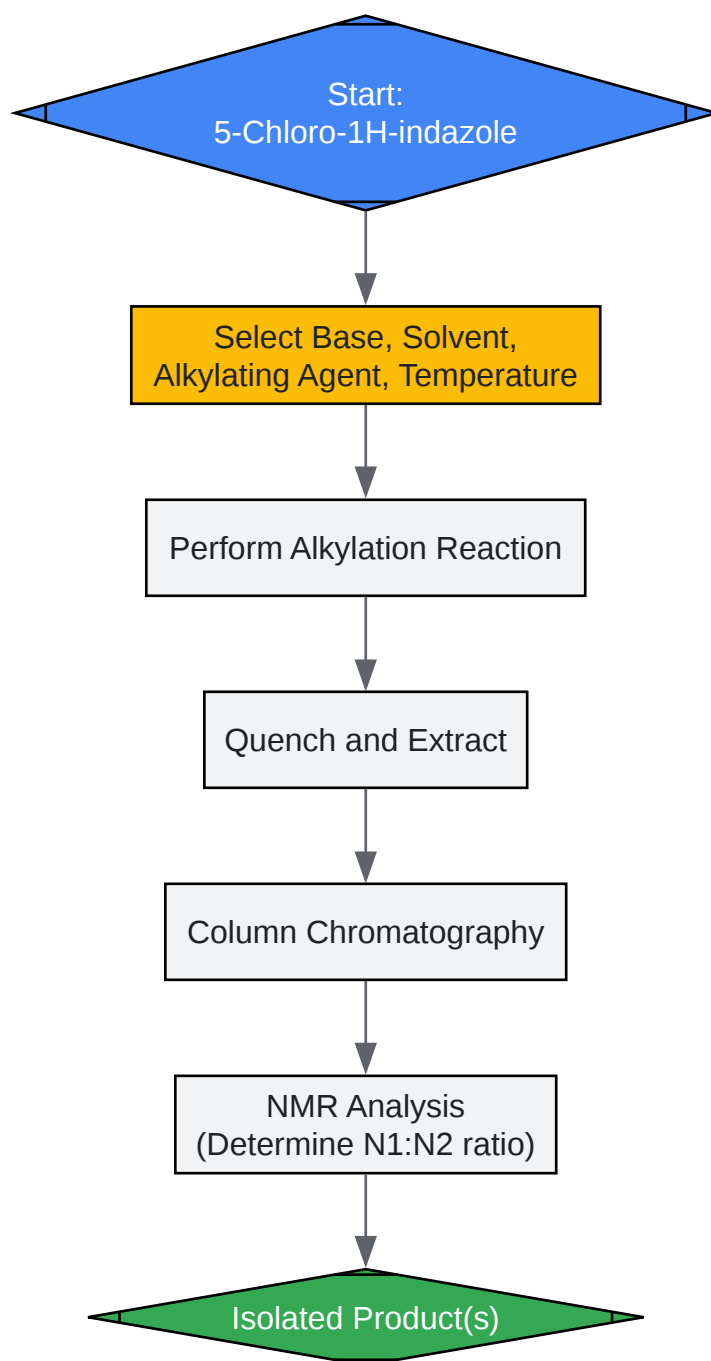 Start:
5-Chloro-1H-indazole
Select Base, Solvent,
Alkylating Agent, Temperature
Perform Alkylation Reaction
Quench and Extract
Column Chromatography
NMR Analysis
(Determine N1:N2 ratio)
Isolated Product(s)